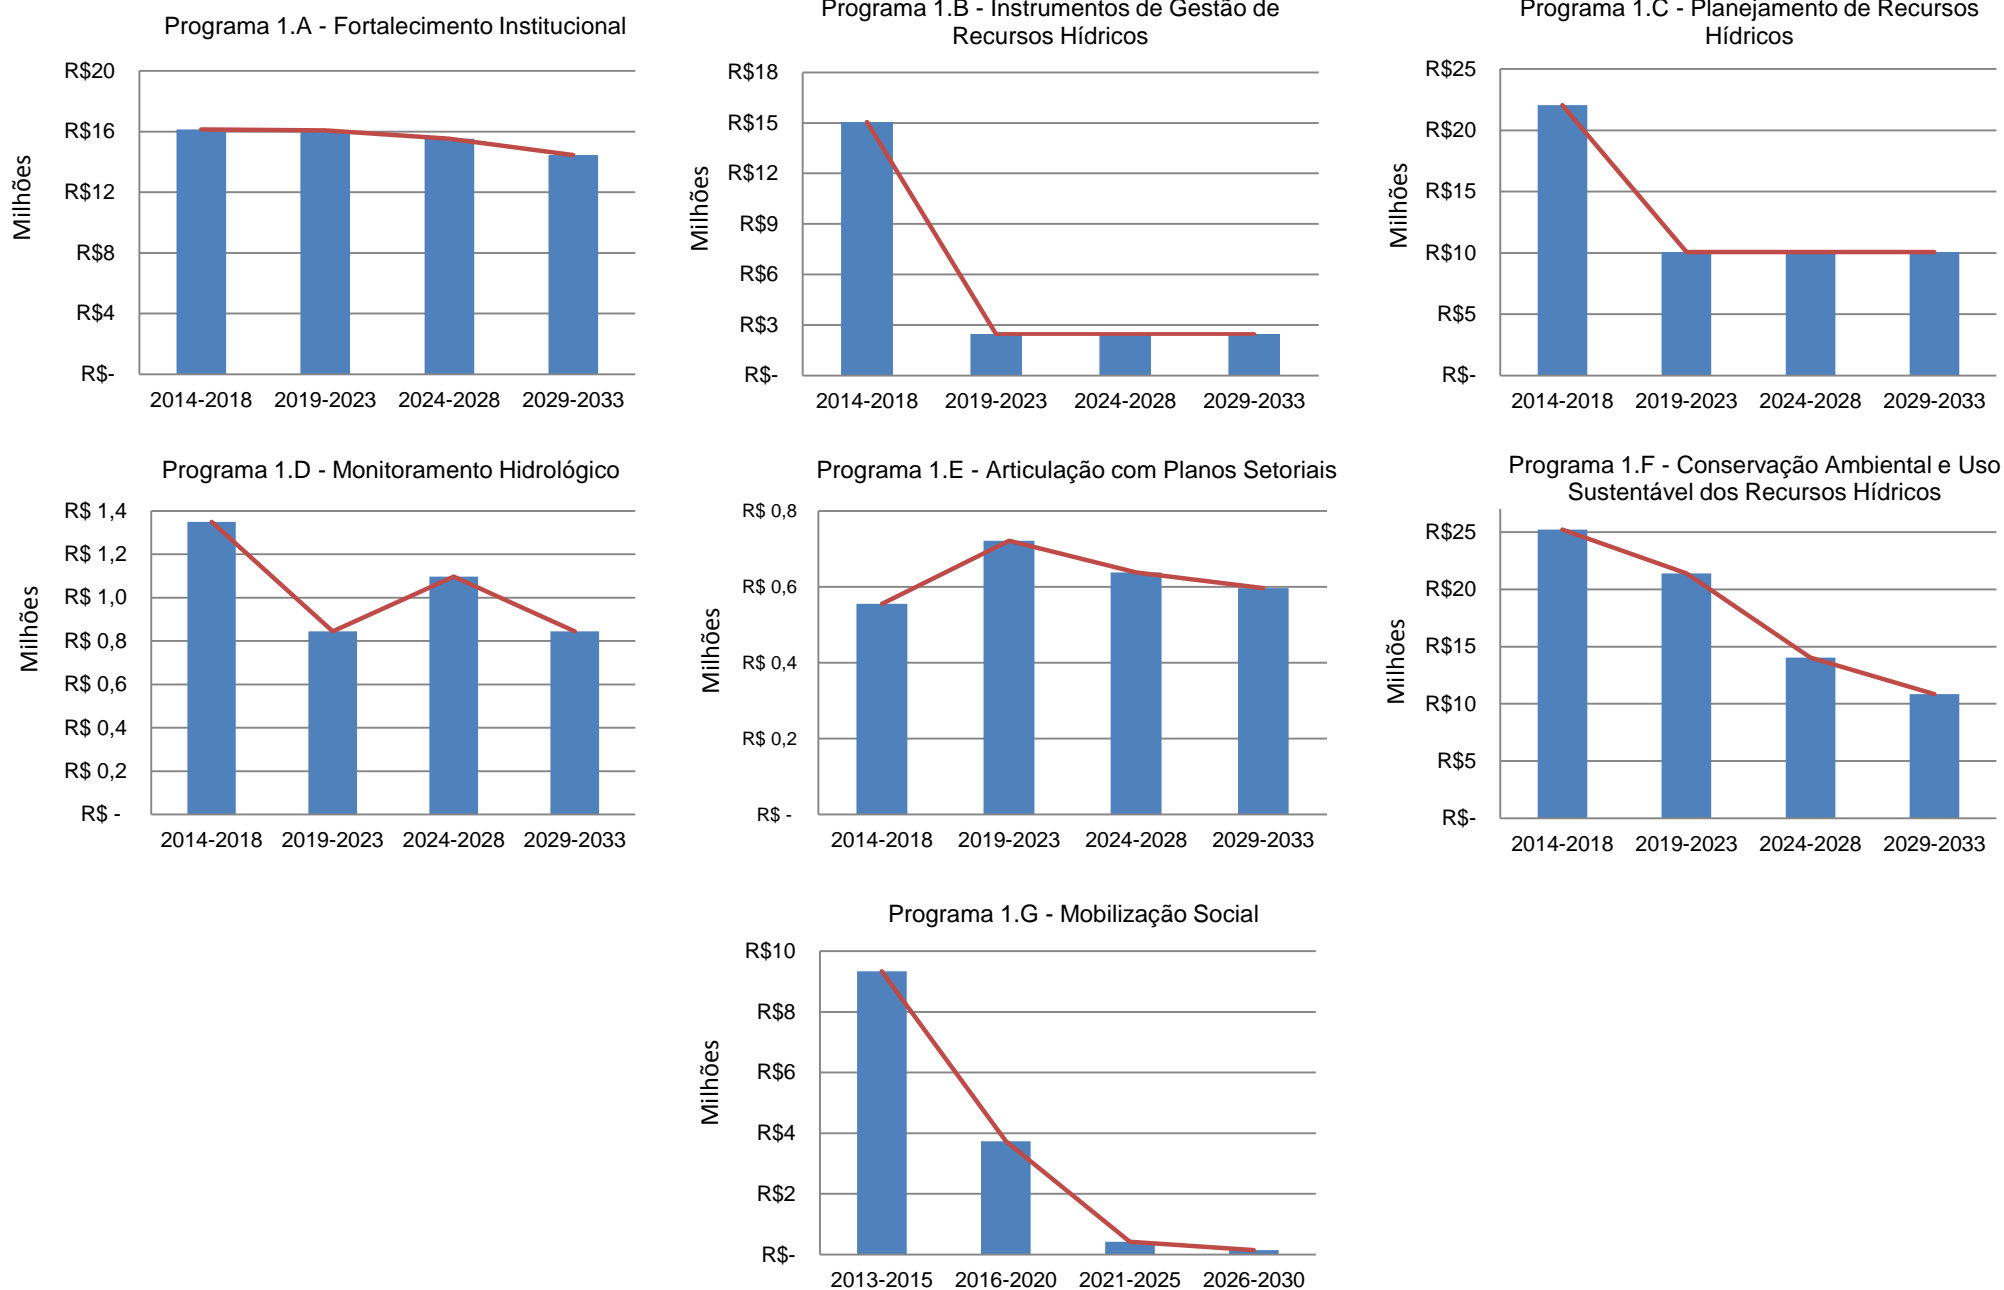 Programa 1.A - Fortalecimento Institucional
R$20
R$16
R$12
R$8
R$4
R$-
Milhões
2014-2018 2019-2023 2024-2028 2029-2033
Programa 1.B - Instrumentos de Gestão de
Recursos Hídricos
R$18
R$15
R$12
R$9
R$6
R$3
R$-
Milhões
2014-2018 2019-2023 2024-2028 2029-2033
Programa 1.C - Planejamento de Recursos
Hídricos
R$25
R$20
R$15
R$10
R$5
R$-
Milhões
2014-2018 2019-2023 2024-2028 2029-2033
Programa 1.D - Monitoramento Hidrológico
R$ 1,4
R$ 1,2
R$ 1,0
R$ 0,8
R$ 0,6
R$ 0,4
R$ 0,2
R$ -
Milhões
2014-2018 2019-2023 2024-2028 2029-2033
Programa 1.E - Articulação com Planos Setoriais
R$ 0,8
R$ 0,6
R$ 0,4
R$ 0,2
R$ -
Milhões
2014-2018 2019-2023 2024-2028 2029-2033
Programa 1.F - Conservação Ambiental e Uso
Sustentável dos Recursos Hídricos
R$25
R$20
R$15
R$10
R$5
R$-
Milhões
2014-2018 2019-2023 2024-2028 2029-2033
Programa 1.G - Mobilização Social
R$10
R$8
R$6
R$4
R$2
R$-
Milhões
2013-2015 2016-2020 2021-2025 2026-2030